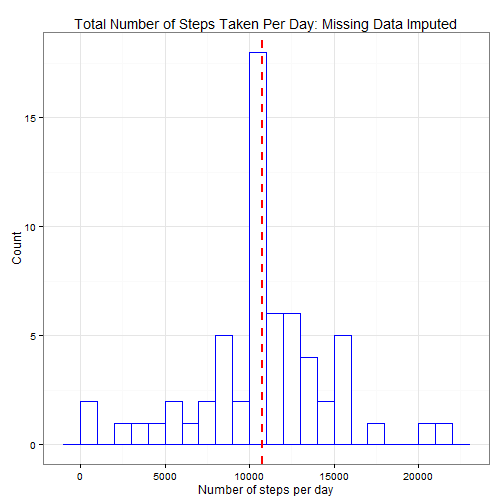 Total Number of Steps Taken Per Day: Missing Data Imputed
15
10
5
0
Count
0 5000 10000 15000 20000
Number of steps per day